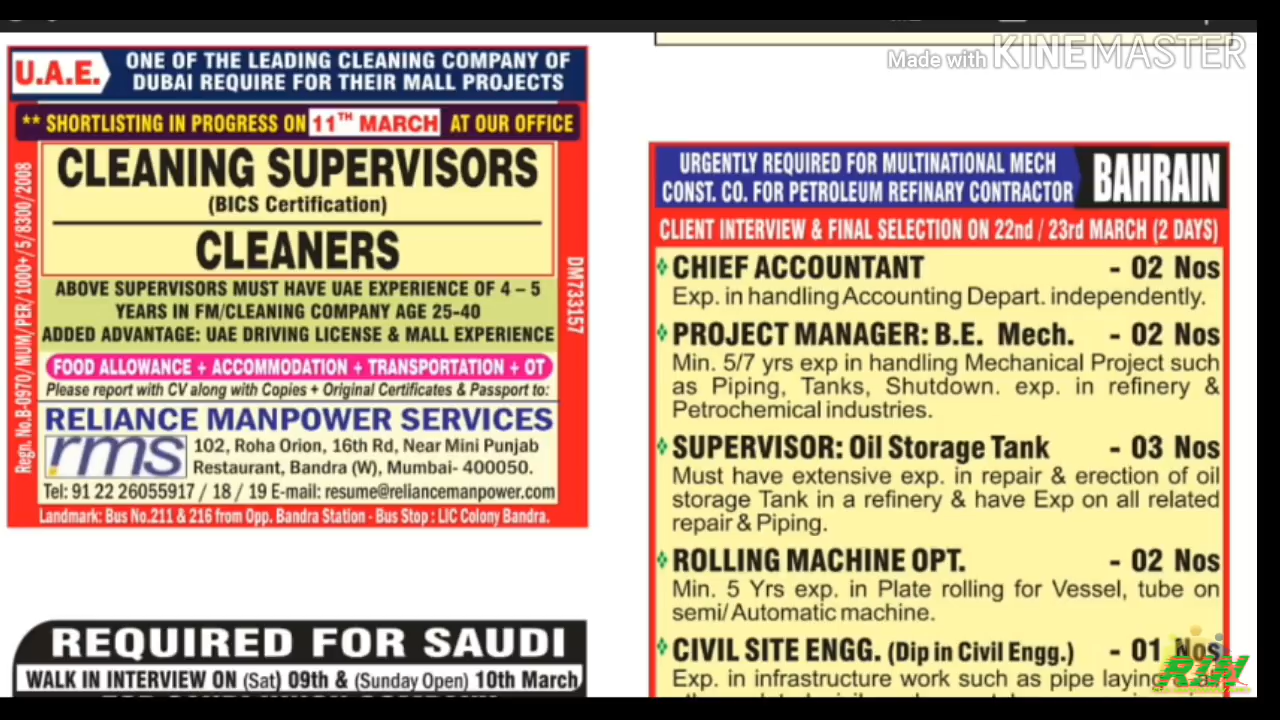 Made with KINEMASTER
U.A.E.
ONE OF THE LEADING CLEANING COMPANY OF
DUBAI REQUIRE FOR THEIR MALL PROJECTS
** SHORTLISTING IN PROGRESS ON 11TH MARCH AT OUR OFFICE
CLEANING SUPERVISORS
(BICS Certification)
CLEANERS
ABOVE SUPERVISORS MUST HAVE UAE EXPERIENCE OF 4 – 5
YEARS IN FM/CLEANING COMPANY AGE 25-40
ADDED ADVANTAGE: UAE DRIVING LICENSE & MALL EXPERIENCE
FOOD ALLOWANCE + ACCOMMODATION + TRANSPORTATION + OT
Please report with CV along with Copies + Original Certificates & Passport to:
RELIANCE MANPOWER SERVICES
rms
102, Roha Orion, 16th Rd, Near Mini Punjab
Restaurant, Bandra (W), Mumbai- 400050.
Tel: 91 22 26055917 / 18 / 19 E-mail: resume@reliancemanpower.com
Landmark: Bus No.211 & 216 from Opp. Bandra Station - Bus Stop : LIC Colony Bandra.
Regn. No.B-0970/MUM/PER/1000+/5/8300/2008
DM733157
REQUIRED FOR SAUDI
WALK IN INTERVIEW ON (Sat) 09th & (Sunday Open) 10th March
URGENTLY REQUIRED FOR MULTINATIONAL MECH
CONST. CO. FOR PETROLEUM REFINARY CONTRACTOR
BAHRAIN
CLIENT INTERVIEW & FINAL SELECTION ON 22nd / 23rd MARCH (2 DAYS)
CHIEF ACCOUNTANT - 02 Nos
Exp. in handling Accounting Depart. independently.
PROJECT MANAGER: B.E. Mech. - 02 Nos
Min. 5/7 yrs exp in handling Mechanical Project such
as Piping, Tanks, Shutdown. exp. in refinery &
Petrochemical industries.
SUPERVISOR: Oil Storage Tank - 03 Nos
Must have extensive exp. in repair & erection of oil
storage Tank in a refinery & have Exp on all related
repair & Piping.
ROLLING MACHINE OPT. - 02 Nos
Min. 5 Yrs exp. in Plate rolling for Vessel, tube on
semi/ Automatic machine.
CIVIL SITE ENGG. (Dip in Civil Engg.) - 01 Nos
Exp. in infrastructure work such as pipe laying